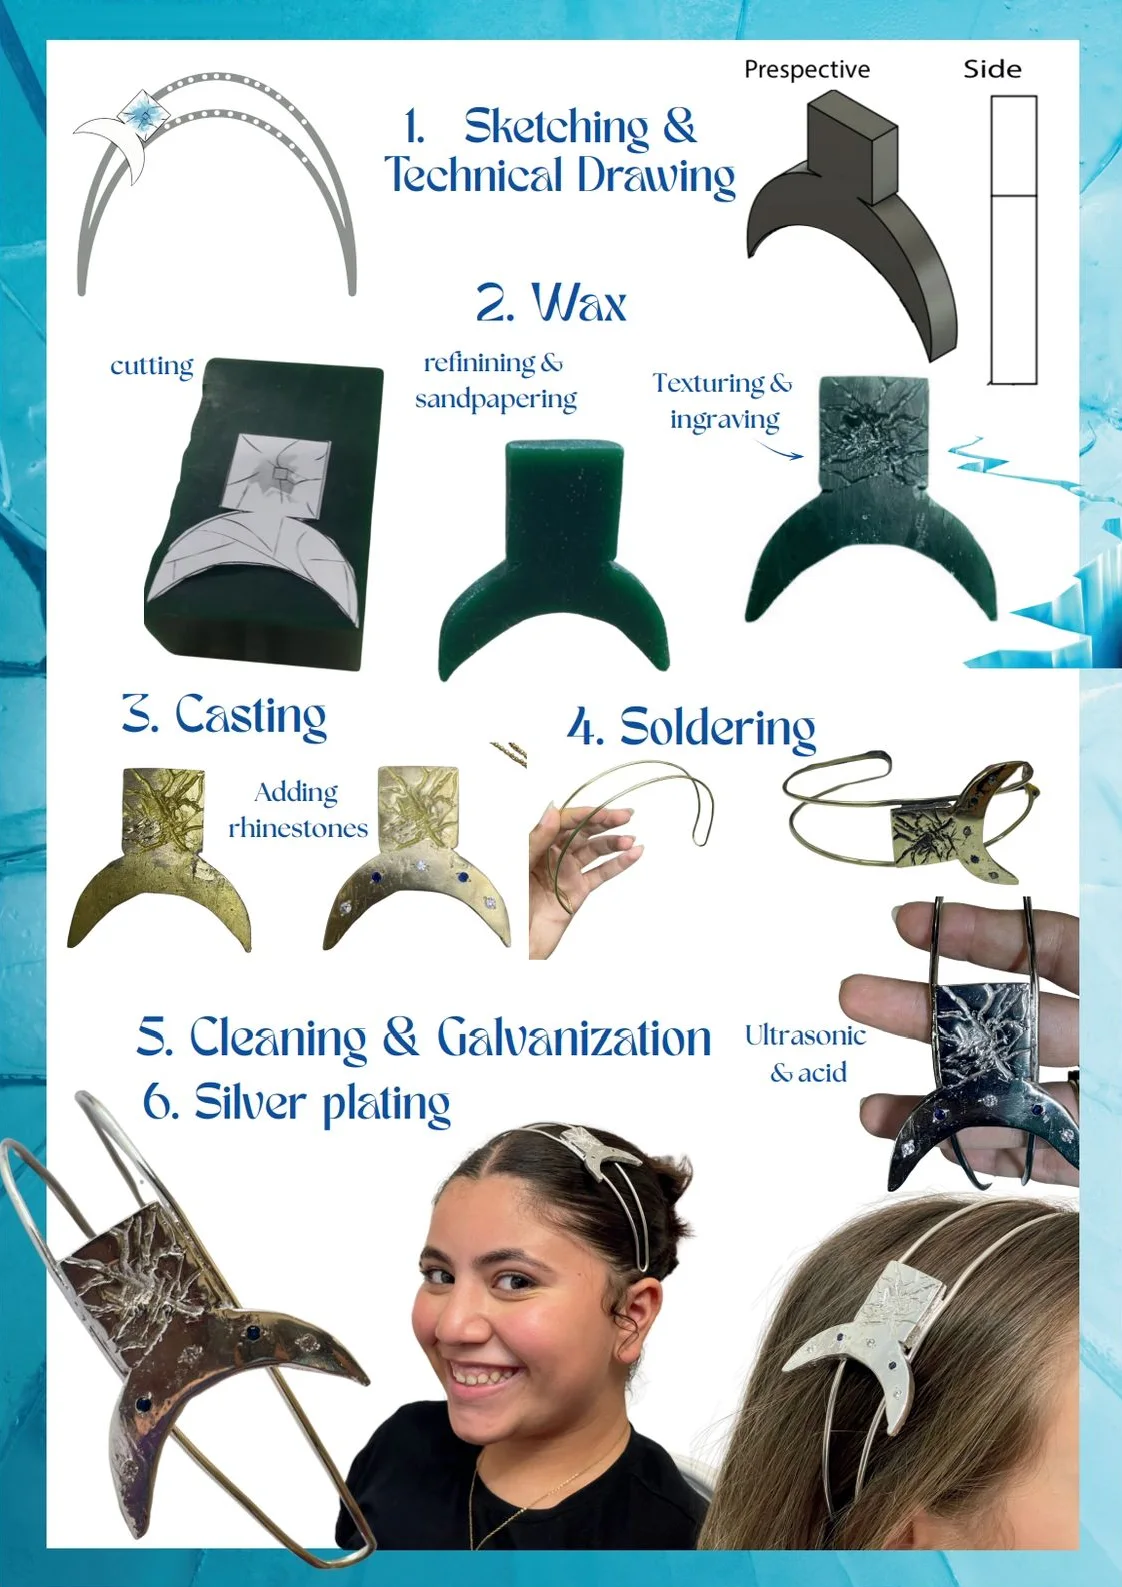 1. Sketching &
Technical Drawing
Prespective
Side
2. Wax
cutting
refinining &
sandpapering
Texturing &
ingraving
3. Casting
Adding
rhinestones
4. Soldering
5. Cleaning & Galvanization
Ultrasonic
& acid
6. Silver plating